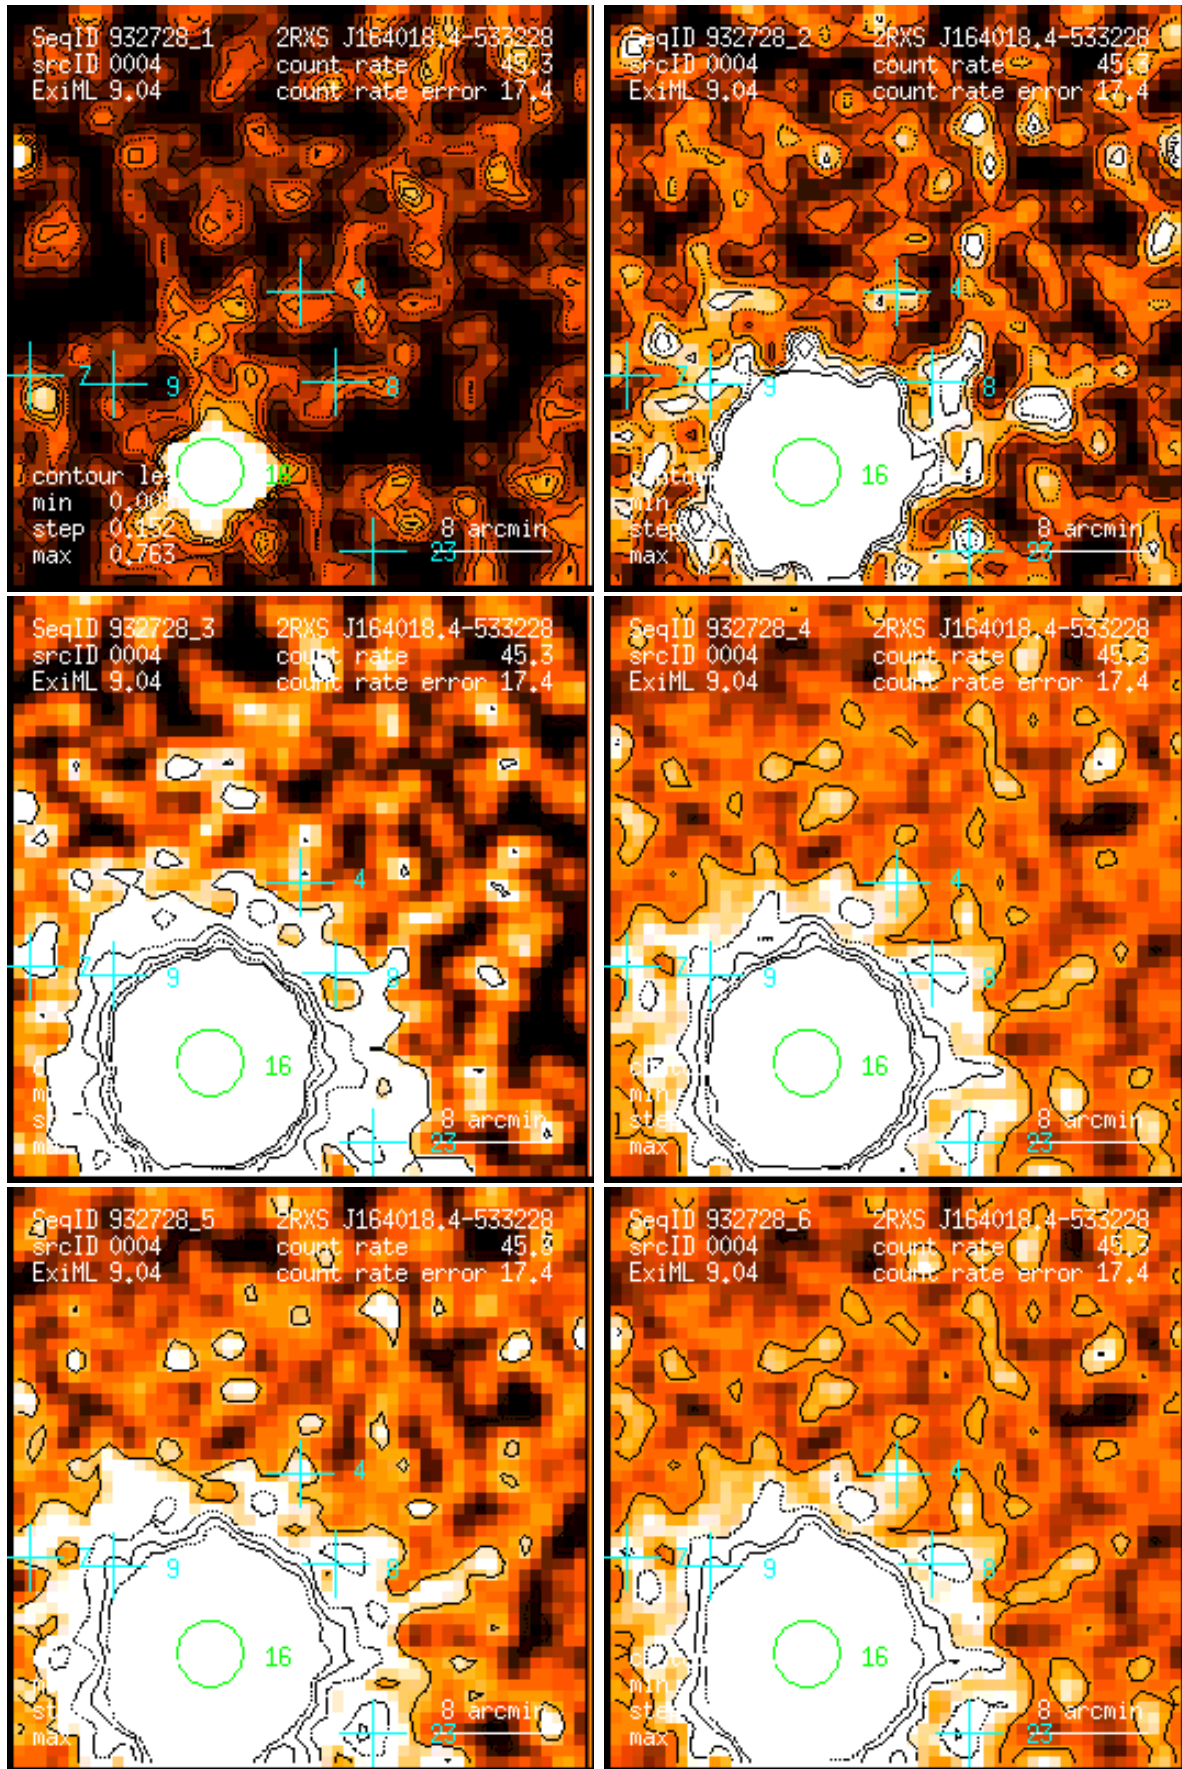 SeqID 932728_1 2RXS J164018.4-533228
srcID 0004 count rate 45.3
ExiML 9.04 count rate error 17.4
4
7 9 8
16
contour le
min 0.00
step 0.152 8 arcmin
max 0.763 23
SeqID 932728_2 2RXS J164018.4-533228
srcID 0004 count rate 45.3
ExiML 9.04 count rate error 17.4
4
7 9 8
16
min
step 8 arcmin
max 23
SeqID 932728_3 2RXS J164018.4-533228
srcID 0004 count rate 45.3
ExiML 9.04 count rate error 17.4
4
7 9 8
16
8 arcmin
23
SeqID 932728_4 2RXS J164018.4-533228
srcID 0004 count rate 45.3
ExiML 9.04 count rate error 17.4
4
7 9 8
16
min
8 arcmin
max 23
SeqID 932728_5 2RXS J164018.4-533228
srcID 0004 count rate 45.3
ExiML 9.04 count rate error 17.4
4
7 9 8
16
8 arcmin
max 23
SeqID 932728_6 2RXS J164018.4-533228
srcID 0004 count rate 45.3
ExiML 9.04 count rate error 17.4
4
7 9 8
16
min
8 arcmin
max 23